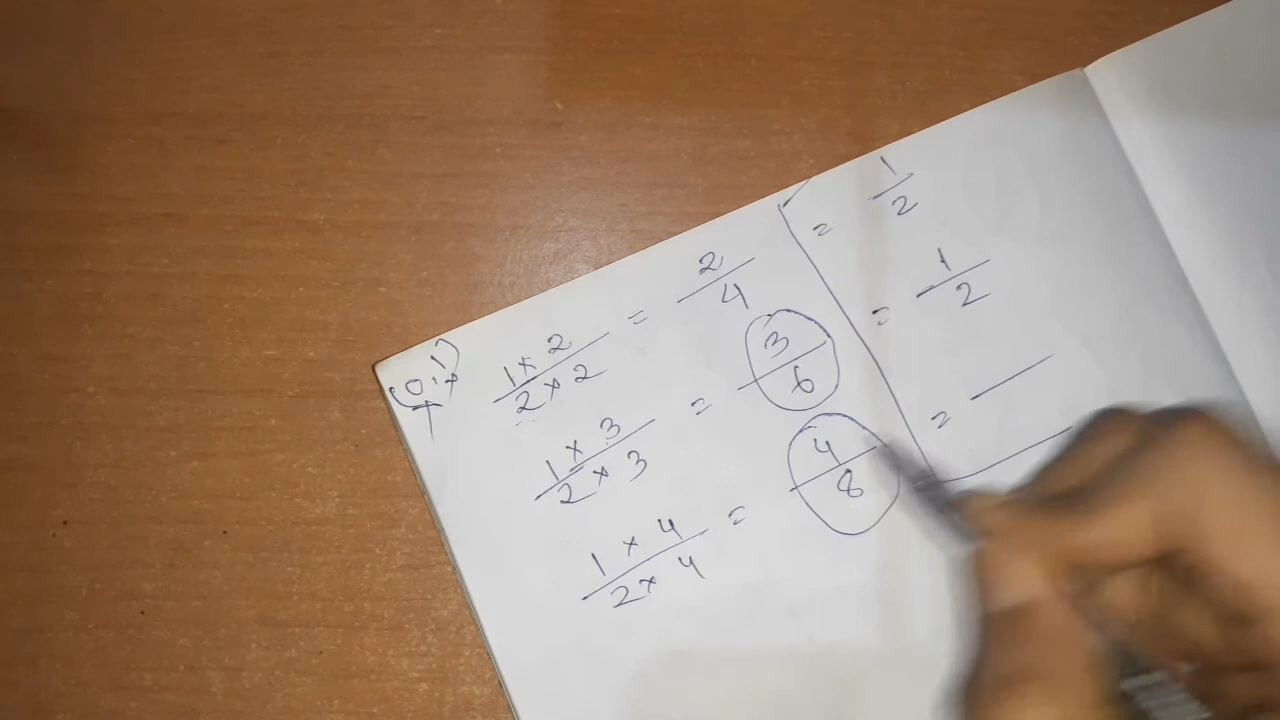 1 × 2 / 2 × 2 = 2 / 4 = 1 / 2
1 × 3 / 2 × 3 = 3 / 6 = 1 / 2
1 × 4 / 2 × 4 = 4 / 8 =